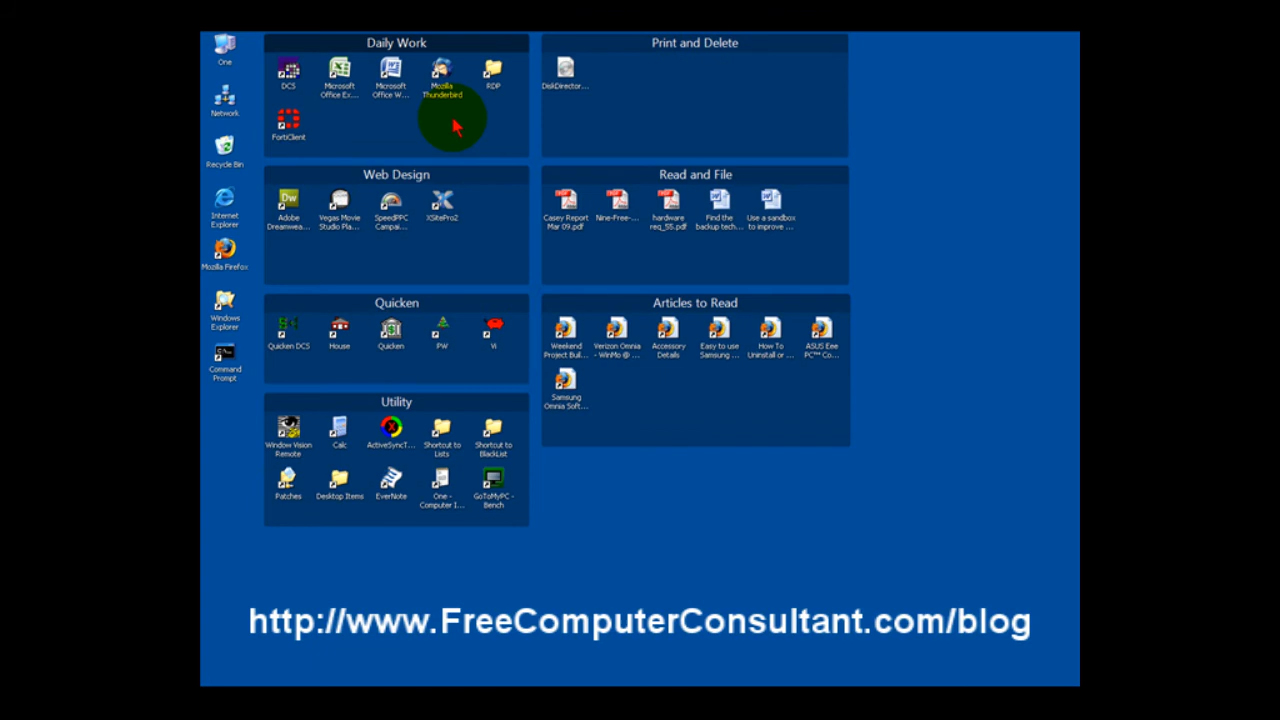 One
Network
Recycle Bin
Internet
Explorer
Mozilla Firefox
Windows
Explorer
Command
Prompt
Daily Work
DCS
Microsoft
Office Ex...
Microsoft
Office W...
Mozilla
Thunderbird
RDP
FortiClient
Web Design
Adobe
Dreamwea...
Vegas Movie
Studio Pla...
SpeedPPC
Campai...
XSitePro2
Quicken
Quicken DCS
House
Quicken
PW
Vi
Utility
Window Vision
Remote
Calc
ActiveSyncT...
Shortcut to
Lists
Shortcut to
BlackList
Patches
Desktop Items
EverNote
One -
Computer I...
GoToMyPC -
Bench
Print and Delete
DiskDirector...
Read and File
Casey Report
Mar 09.pdf
Nine-Free-...
hardware
req_55.pdf
Find the
backup tech...
Use a sandbox
to improve ...
Articles to Read
Weekend
Project Buil...
Verizon Omnia
- WinMo @ ...
Accessory
Details
Easy to use
Samsung ...
How To
Uninstall or ...
ASUS Eee
PC™ Co...
Samsung
Omnia Soft...
http://www.FreeComputerConsultant.com/blog